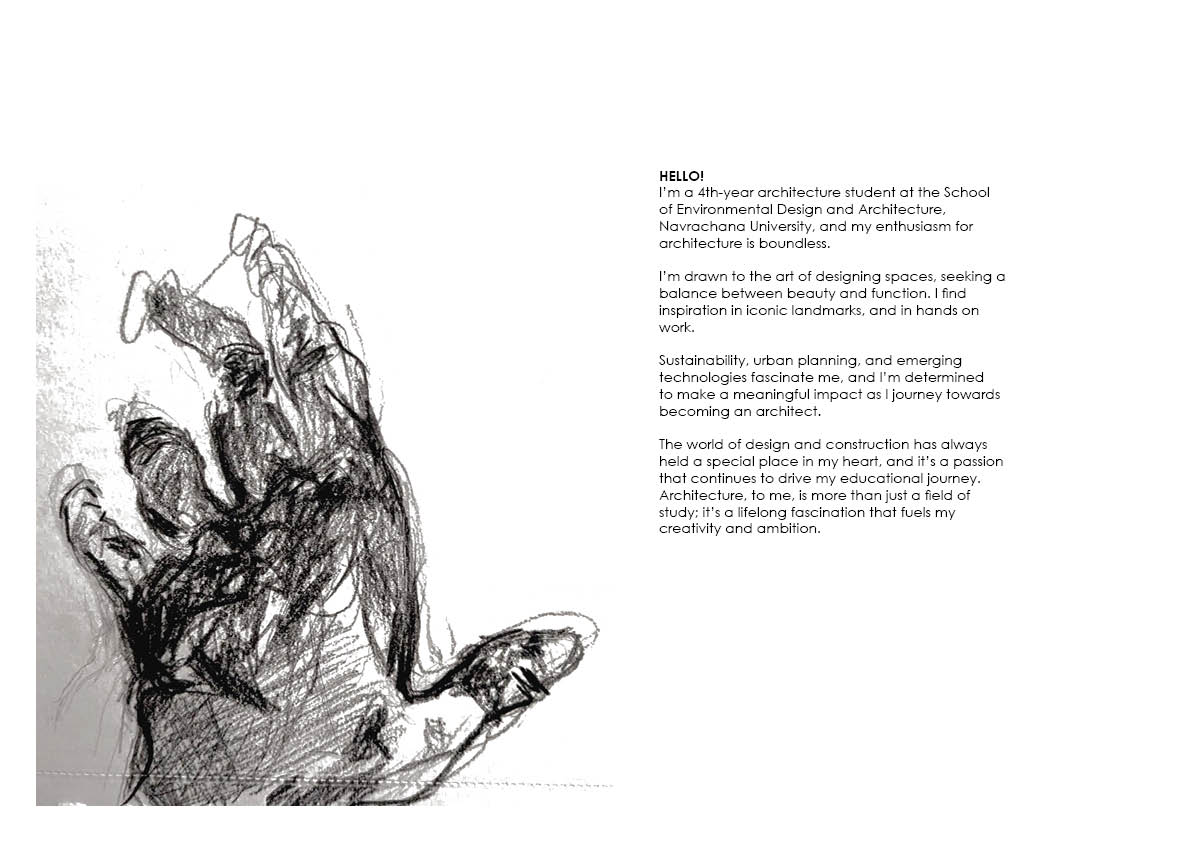 HELLO!
I'm a 4th-year architecture student at the School
of Environmental Design and Architecture,
Navrachana University, and my enthusiasm for
architecture is boundless.
I'm drawn to the art of designing spaces, seeking a
balance between beauty and function. I find
inspiration in iconic landmarks, and in hands on
work.
Sustainability, urban planning, and emerging
technologies fascinate me, and I'm determined
to make a meaningful impact as I journey towards
becoming an architect.
The world of design and construction has always
held a special place in my heart, and it's a passion
that continues to drive my educational journey.
Architecture, to me, is more than just a field of
study; it's a lifelong fascination that fuels my
creativity and ambition.